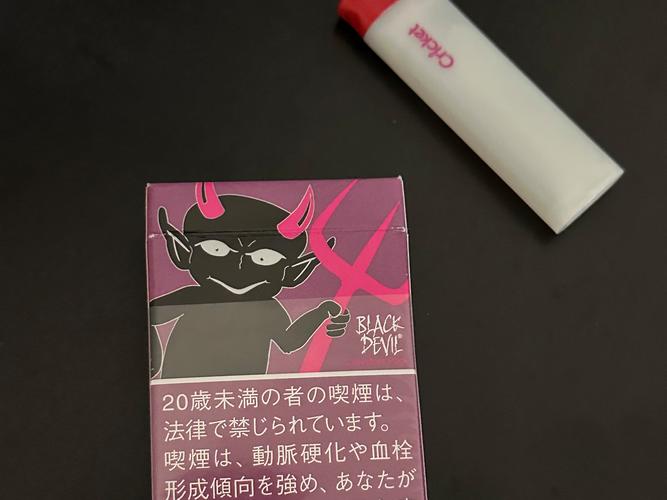 Cricket
BLACK
DEVIL®
20歳未満の者の喫煙は、
法律で禁じられています。
喫煙は、動脈硬化や血栓
形成傾向を強め、あなたが